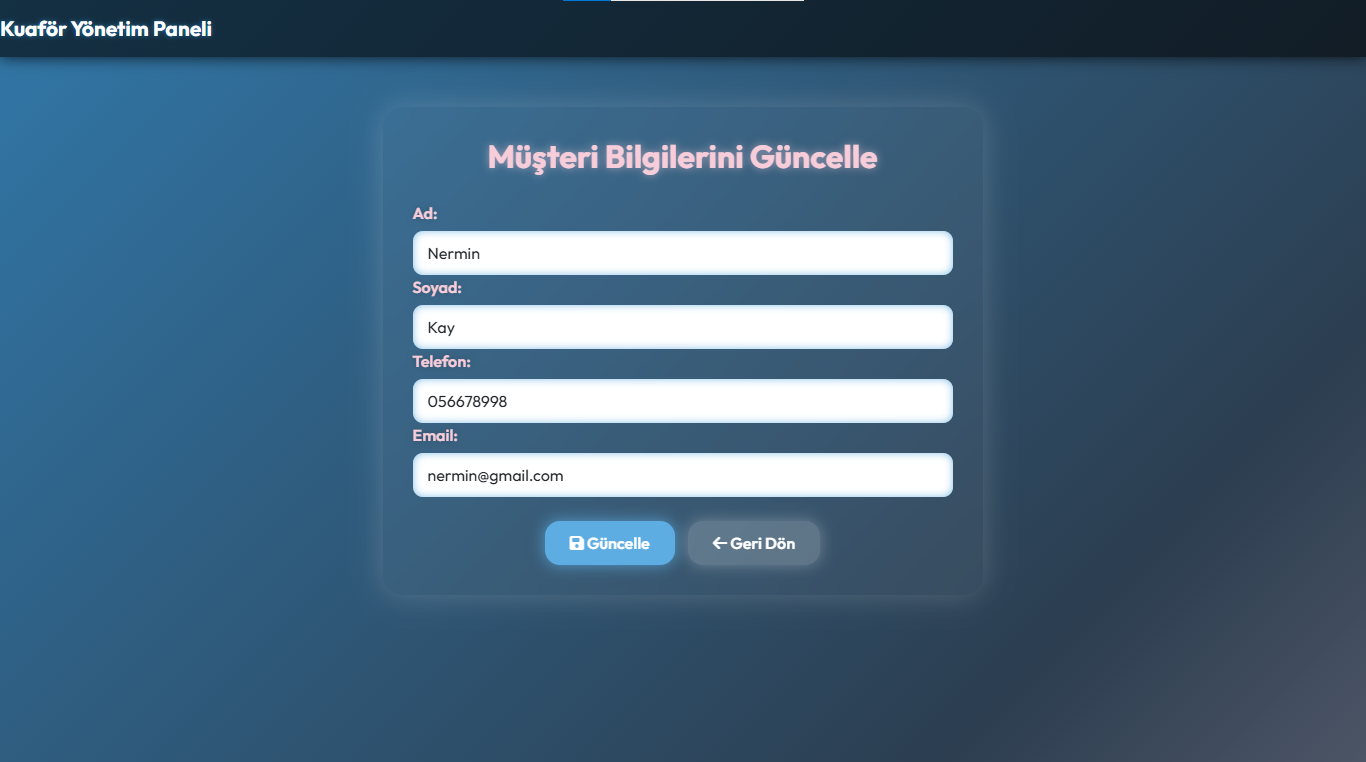 Kuaför Yönetim Paneli
Müşteri Bilgilerini Güncelle
Ad:
Nermin
Soyad:
Kay
Telefon:
056678998
Email:
nermin@gmail.com
Güncelle
Geri Dön